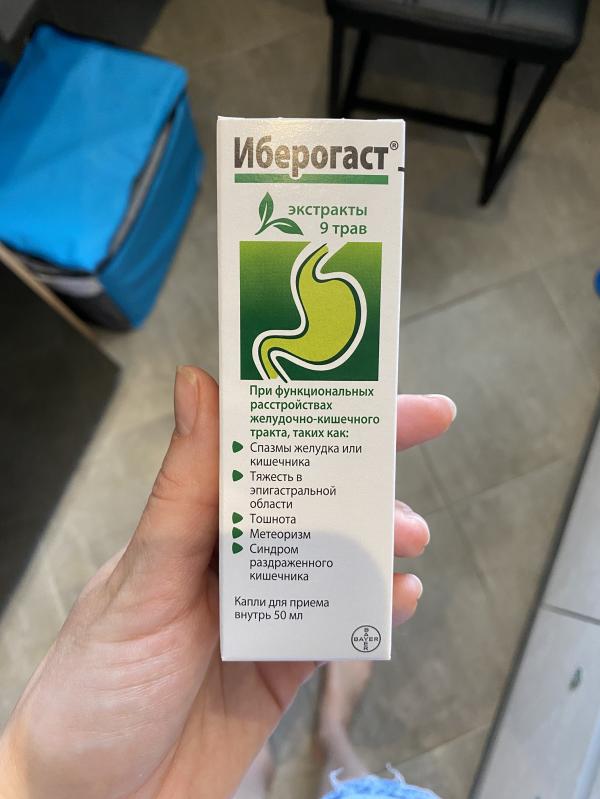 Иберогаст®
экстракты
9 трав
При функциональных
расстройствах
желудочно-кишечного
тракта, таких как:
Спазмы желудка или
кишечника
Тяжесть в
эпигастральной
области
Тошнота
Метеоризм
Синдром
раздраженного
кишечника
Капли для приема
внутрь 50 мл
BAYER
BAYER